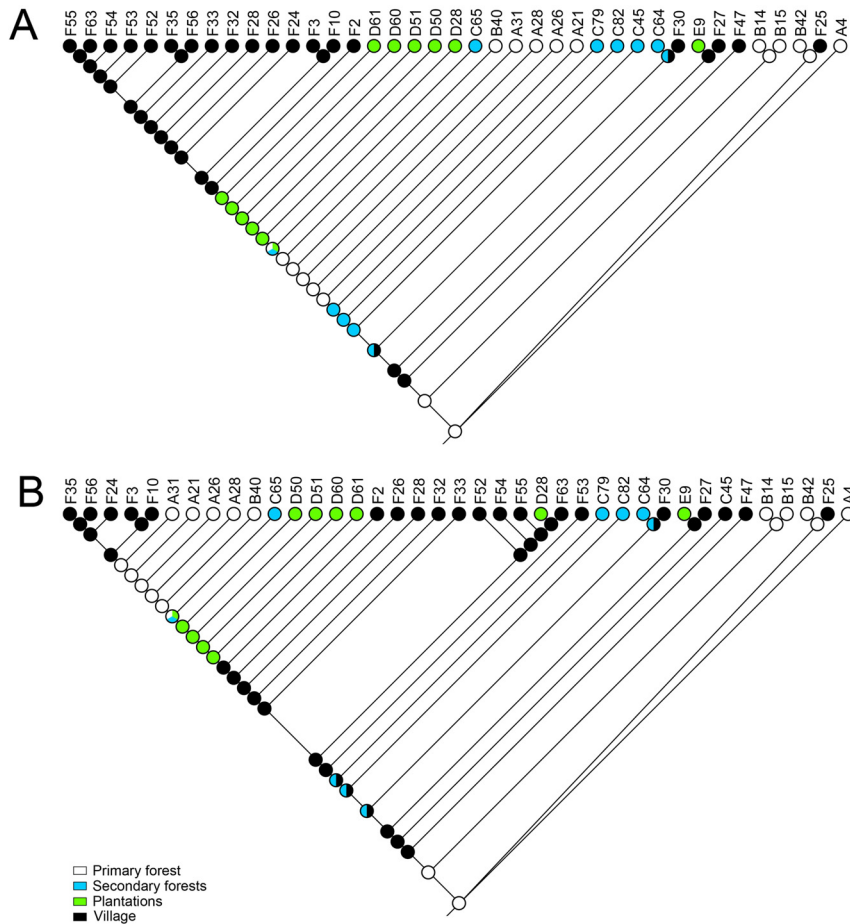 A
F55 F63 F54 F53 F52 F35 F56 F33 F32 F28 F26 F24 F3 F10 F2 D61 D60 D51 D50 D28 C65 B40 A31 A28 A26 A21 C79 C82 C45 C64 F30 E9 F27 F47 B14 B15 B42 F25 A4
B
F35 F56 F24 F3 F10 A31 A21 A26 A28 B40 C65 D50 D51 D60 D61 F2 F26 F28 F32 F33 F52 F54 F55 D28 F63 F53 C79 C82 C64 F30 E9 F27 C45 F47 B14 B15 B42 F25 A4
Primary forest
Secondary forests
Plantations
Village